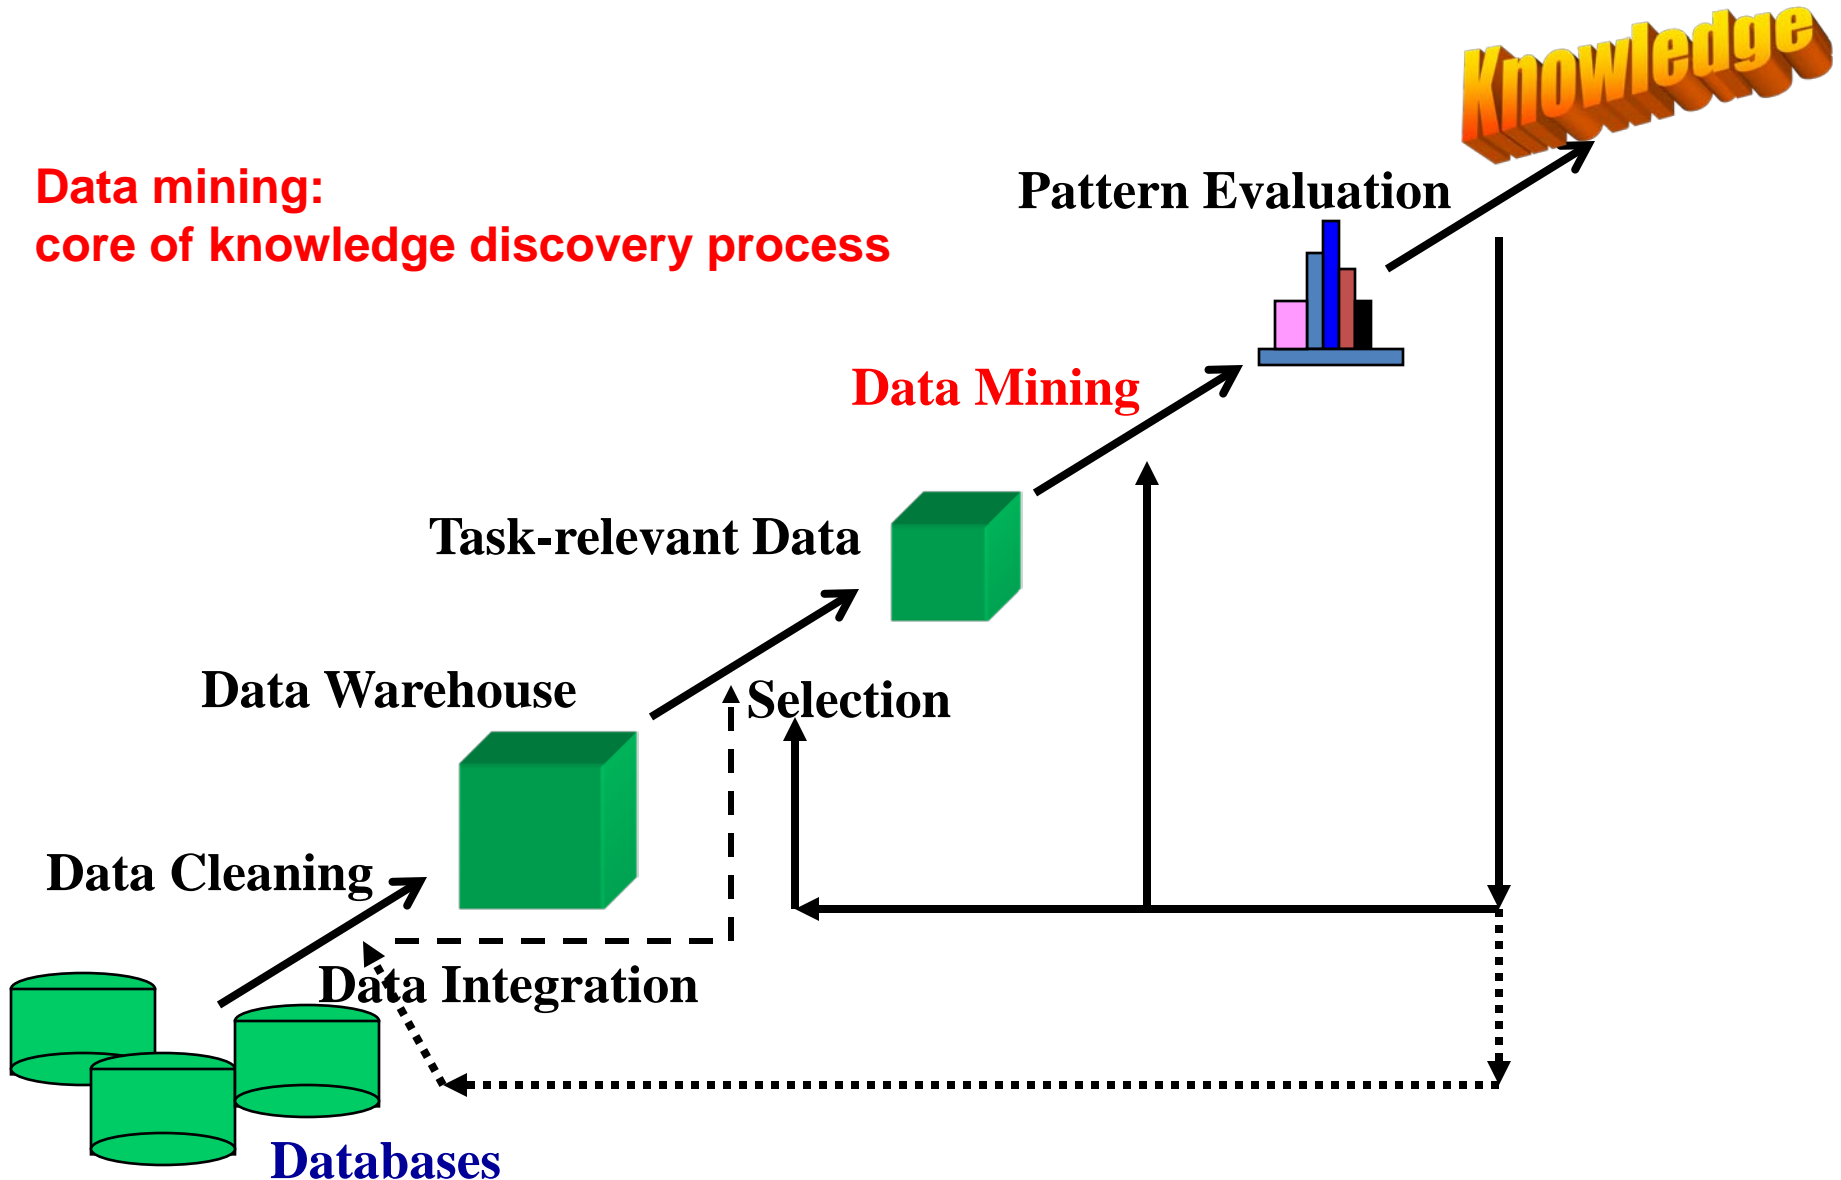 Knowledge
Data mining:
core of knowledge discovery process
Pattern Evaluation
Data Mining
Task-relevant Data
Data Warehouse
Selection
Data Cleaning
Data Integration
Databases